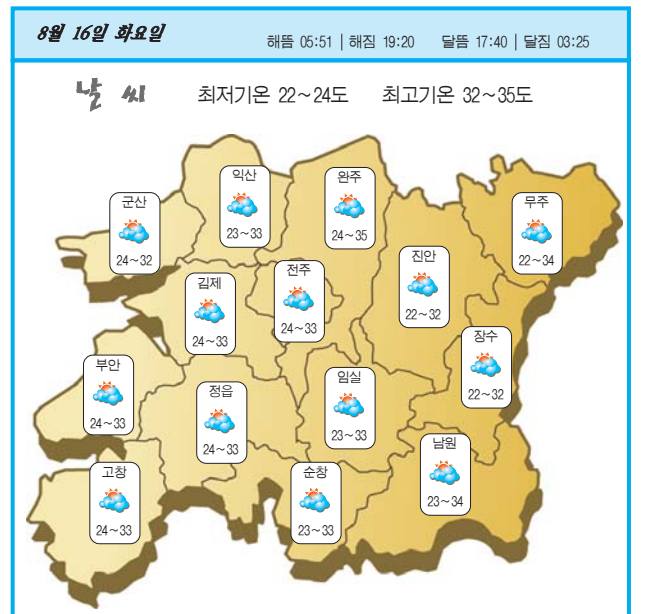 8월 16일 화요일
해뜸 05:51 | 해짐 19:20 달뜸 17:40 | 달짐 03:25
날 씨 최저기온 22~24도 최고기온 32~35도
익산
23~33
완주
24~35
군산
24~32
무주
22~34
진안
22~32
전주
24~33
김제
24~33
장수
22~32
부안
24~33
정읍
24~33
임실
23~33
남원
23~34
고창
24~33
순창
23~33